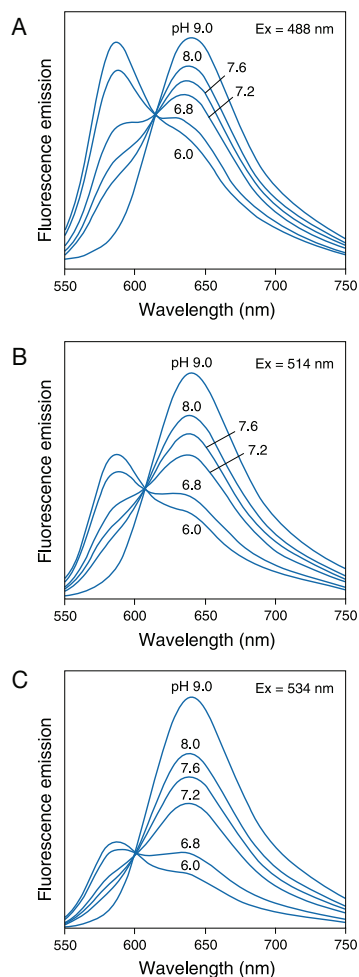 A
pH 9.0
Ex = 488 nm
8.0
7.6
7.2
6.8
6.0
Fluorescence emission
550 600 650 700 750
Wavelength (nm)
B
pH 9.0
Ex = 514 nm
8.0
7.6
7.2
6.8
6.0
Fluorescence emission
550 600 650 700 750
Wavelength (nm)
C
pH 9.0
Ex = 534 nm
8.0
7.6
7.2
6.8
6.0
Fluorescence emission
550 600 650 700 750
Wavelength (nm)